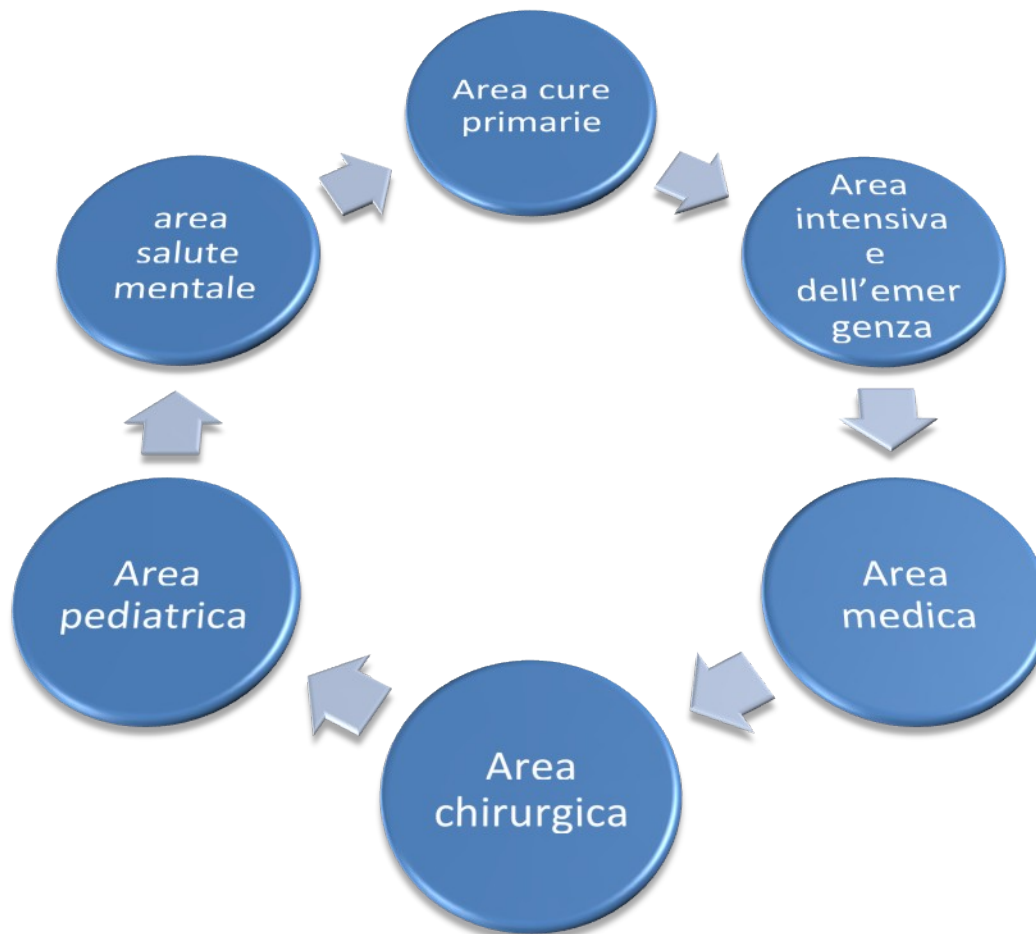 Area cure
primarie
Area
intensiva
e
dell’emer
genza
Area
medica
Area
chirurgica
Area
pediatrica
area
salute
mentale